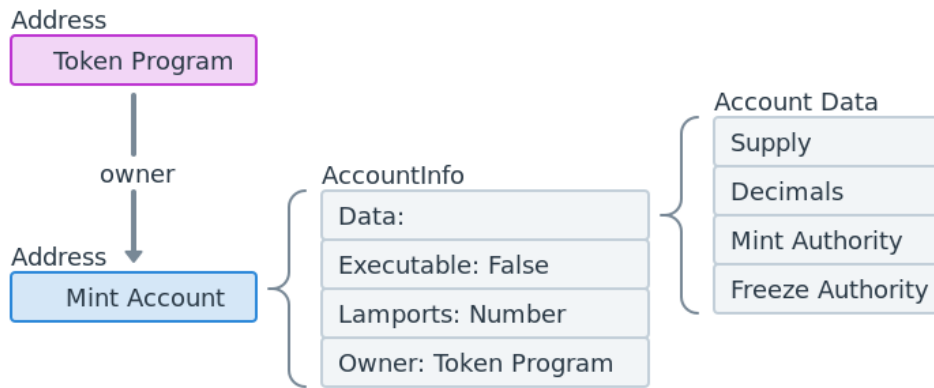 Address
Token Program
owner
Address
Mint Account
AccountInfo
Data:
Executable: False
Lamports: Number
Owner: Token Program
Account Data
Supply
Decimals
Mint Authority
Freeze Authority